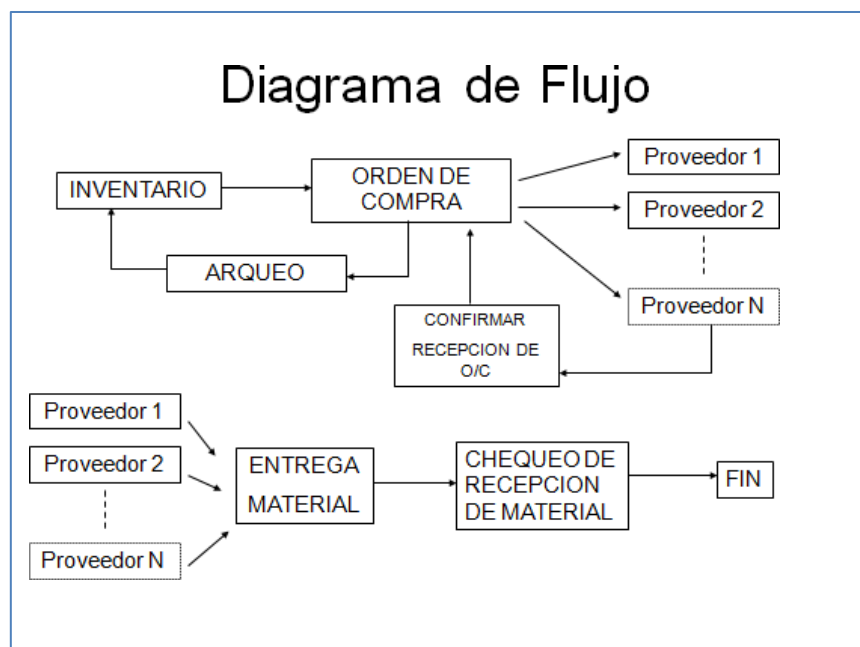 Diagrama de Flujo
INVENTARIO
ORDEN DE
COMPRA
Proveedor 1
Proveedor 2
Proveedor N
ARQUEO
CONFIRMAR
RECEPCION DE
O/C
Proveedor 1
Proveedor 2
Proveedor N
ENTREGA
MATERIAL
CHEQUEO DE
RECEPCION
DE MATERIAL
FIN